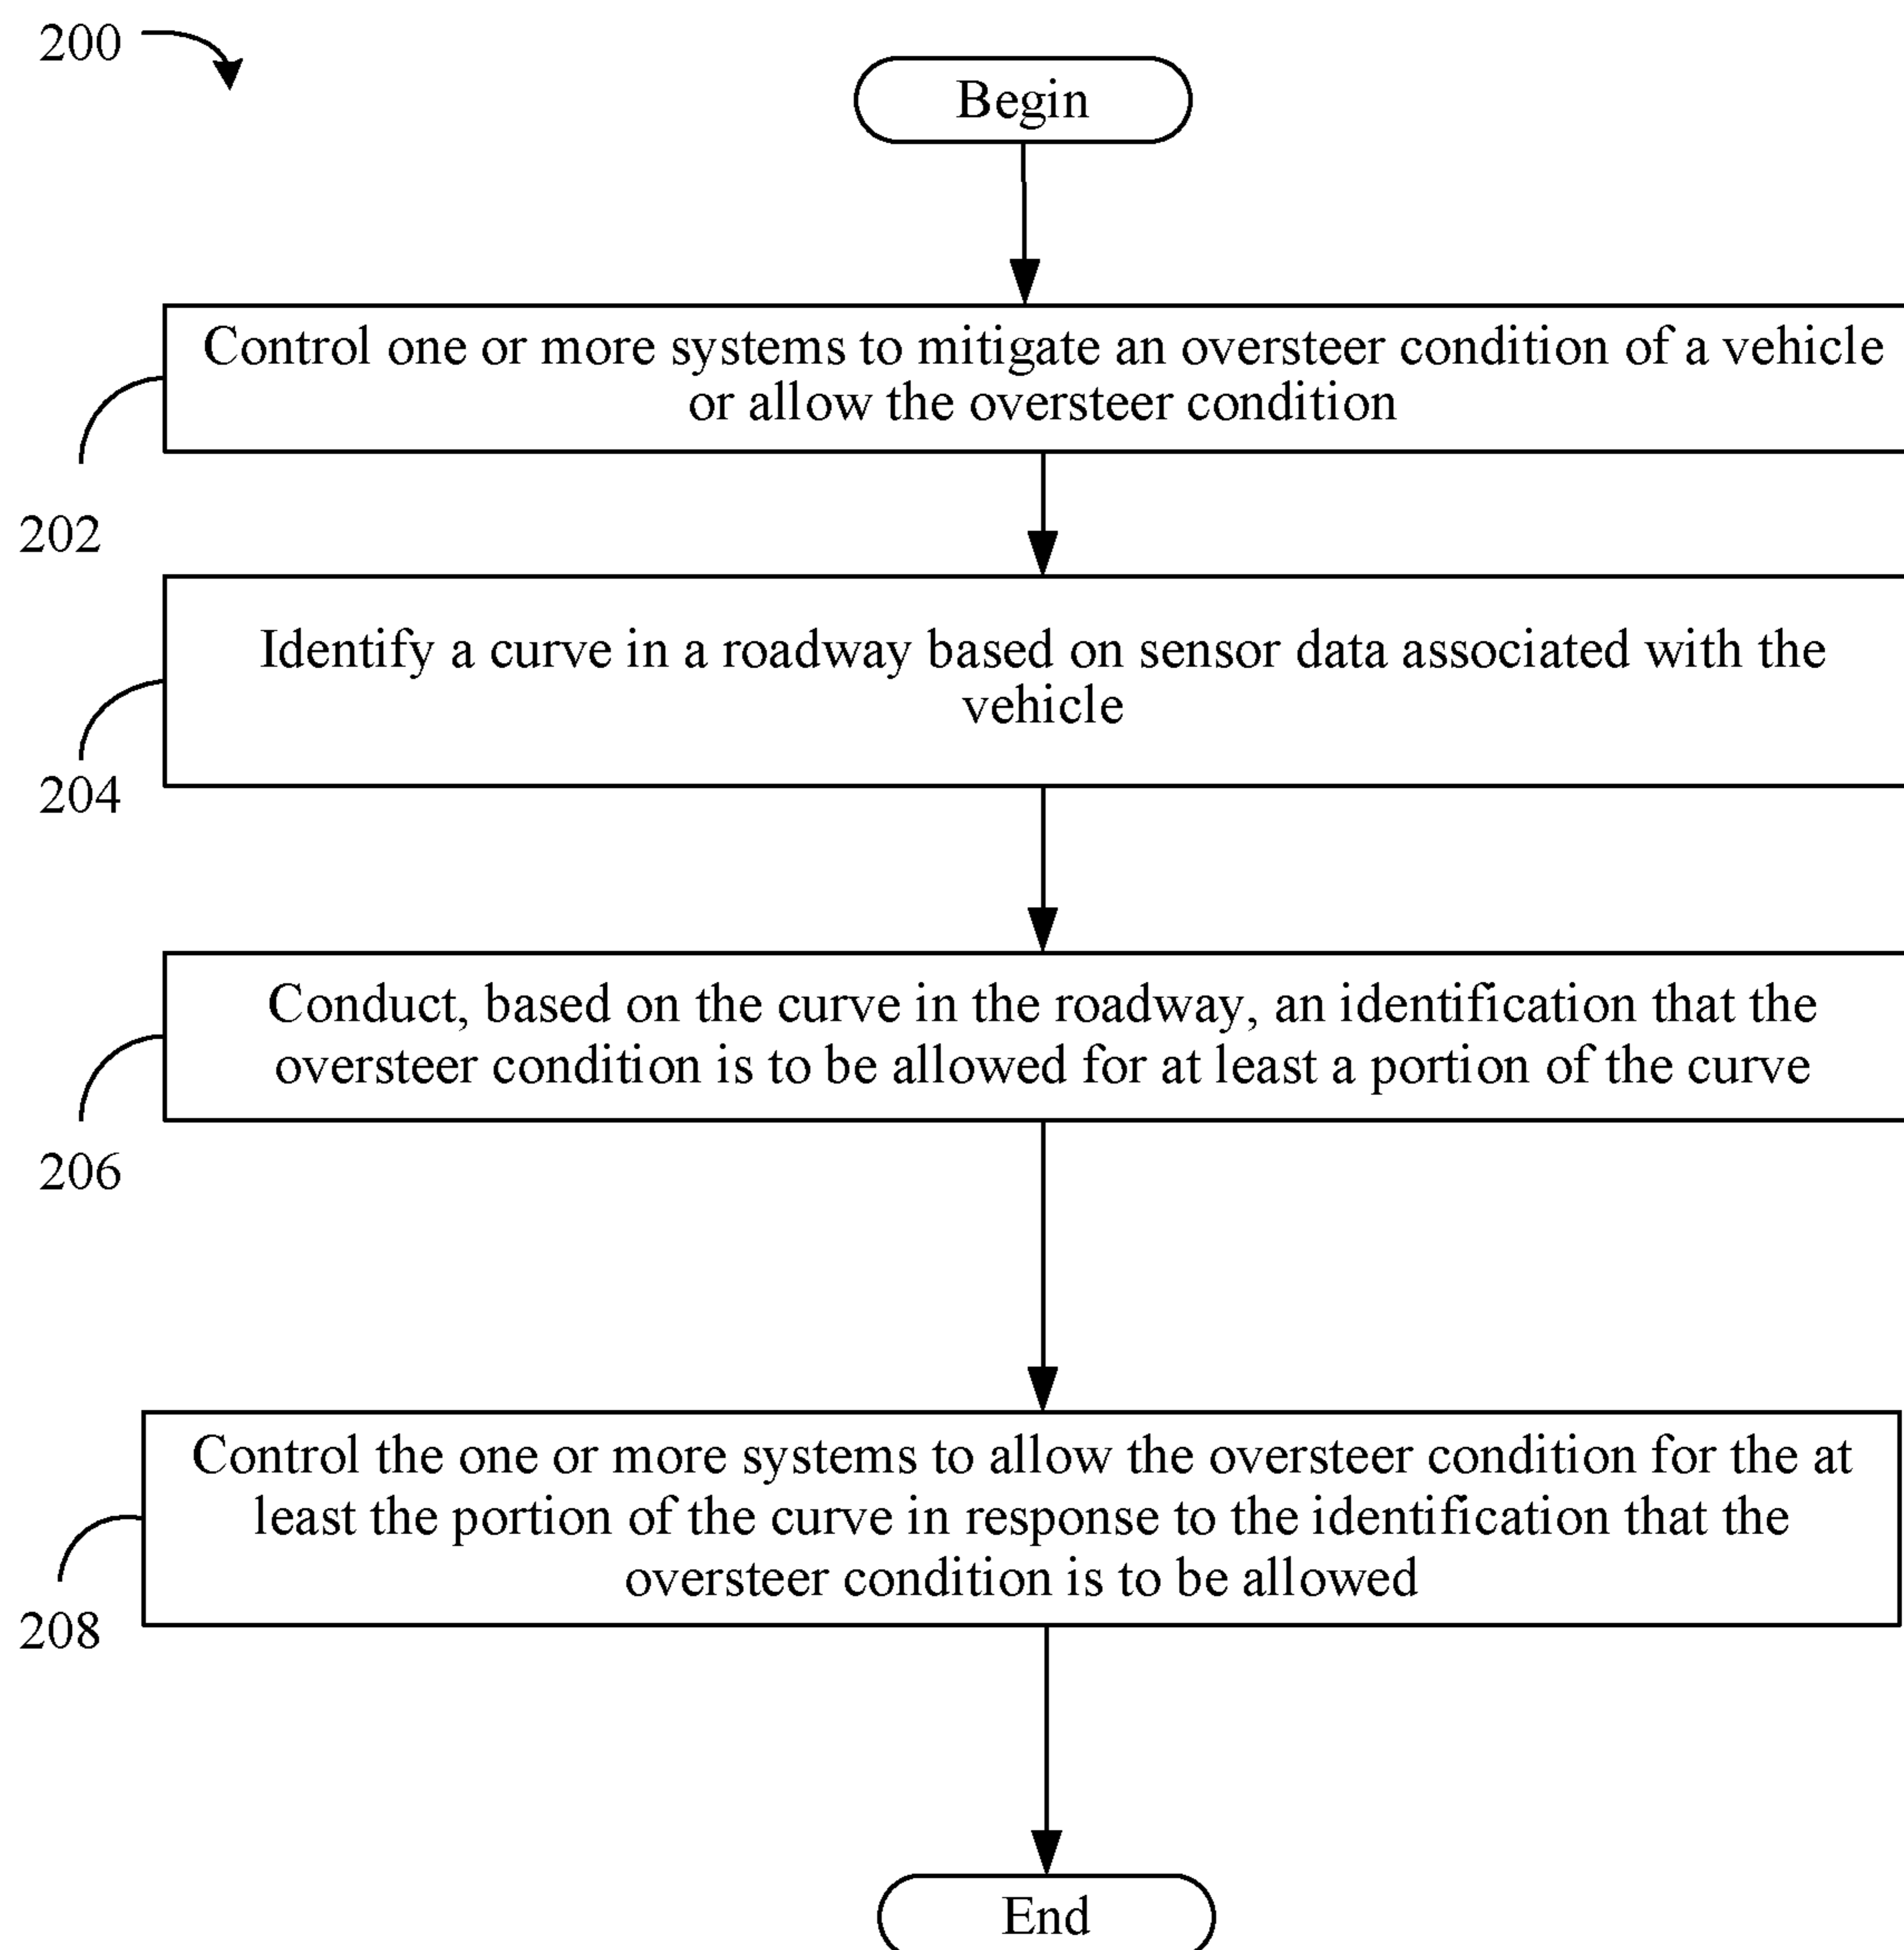 200
Begin
Control one or more systems to mitigate an oversteer condition of a vehicle
or allow the oversteer condition
202
Identify a curve in a roadway based on sensor data associated with the
vehicle
204
Conduct, based on the curve in the roadway, an identification that the
oversteer condition is to be allowed for at least a portion of the curve
206
Control the one or more systems to allow the oversteer condition for the at
least the portion of the curve in response to the identification that the
oversteer condition is to be allowed
208
End